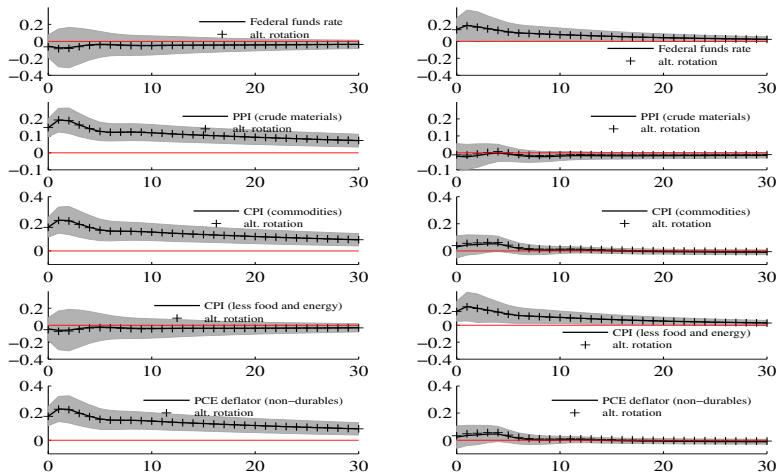 0.2
0
−0.2
−0.4
0 10 20 30
Federal funds rate
alt. rotation
0.2
0
−0.2
−0.4
0 10 20 30
Federal funds rate
alt. rotation
0.2
0.1
0
−0.1
0 10 20 30
PPI (crude materials)
alt. rotation
0.2
0.1
0
−0.1
0 10 20 30
PPI (crude materials)
alt. rotation
0.4
0.2
0
0 10 20 30
CPI (commodities)
alt. rotation
0.4
0.2
0
0 10 20 30
CPI (commodities)
alt. rotation
0.2
0
−0.2
−0.4
0 10 20 30
CPI (less food and energy)
alt. rotation
0.2
0
−0.2
−0.4
0 10 20 30
CPI (less food and energy)
alt. rotation
0.4
0.2
0
0 10 20 30
PCE deflator (non−durables)
alt. rotation
0.4
0.2
0
0 10 20 30
PCE deflator (non−durables)
alt. rotation